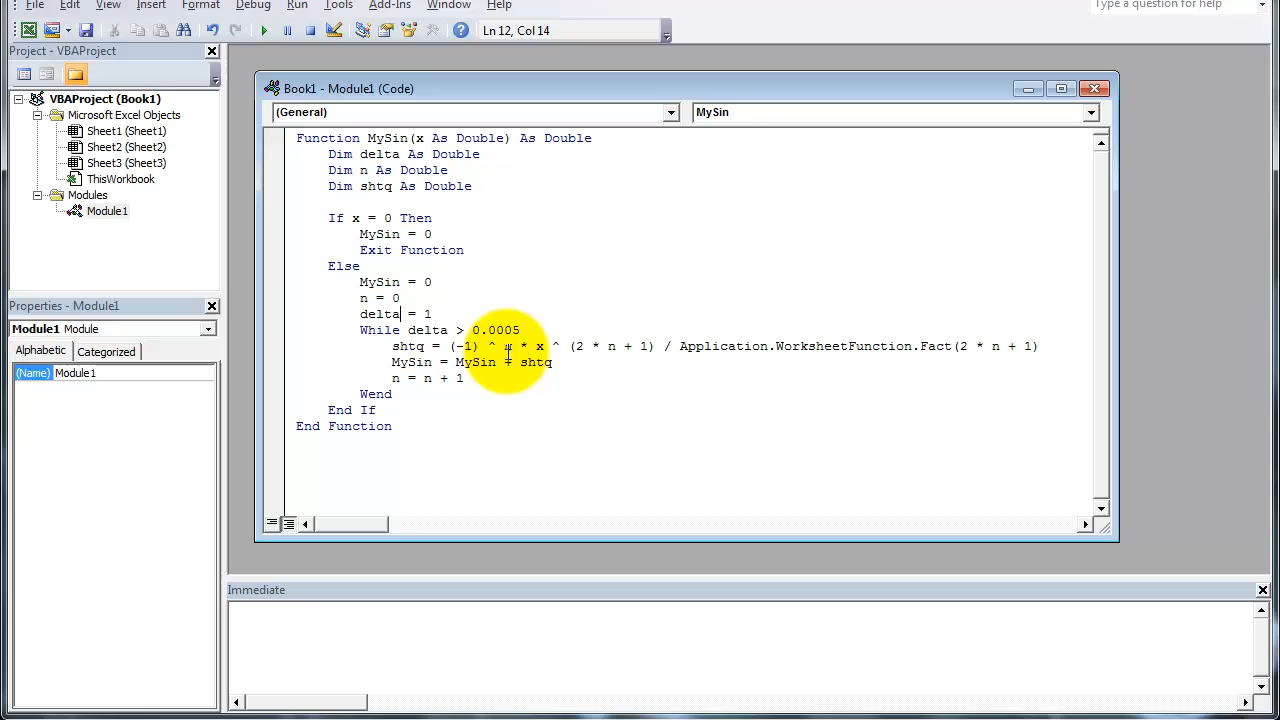 File Edit View Insert Format Debug Run Tools Add-Ins Window Help
Type a question for help
Ln 12, Col 14
Project - VBAProject
VBAProject (Book1)
Microsoft Excel Objects
Sheet1 (Sheet1)
Sheet2 (Sheet2)
Sheet3 (Sheet3)
ThisWorkbook
Modules
Module1
Properties - Module1
Module1 Module
Alphabetic Categorized
(Name) Module1
Book1 - Module1 (Code)
(General) MySin
Function MySin(x As Double) As Double
Dim delta As Double
Dim n As Double
Dim shtq As Double
If x = 0 Then
MySin = 0
Exit Function
Else
MySin = 0
n = 0
delta = 1
While delta > 0.0005
shtq = (-1) ^ n * x ^ (2 * n + 1) / Application.WorksheetFunction.Fact(2 * n + 1)
MySin = MySin + shtq
n = n + 1
Wend
End If
End Function
Immediate